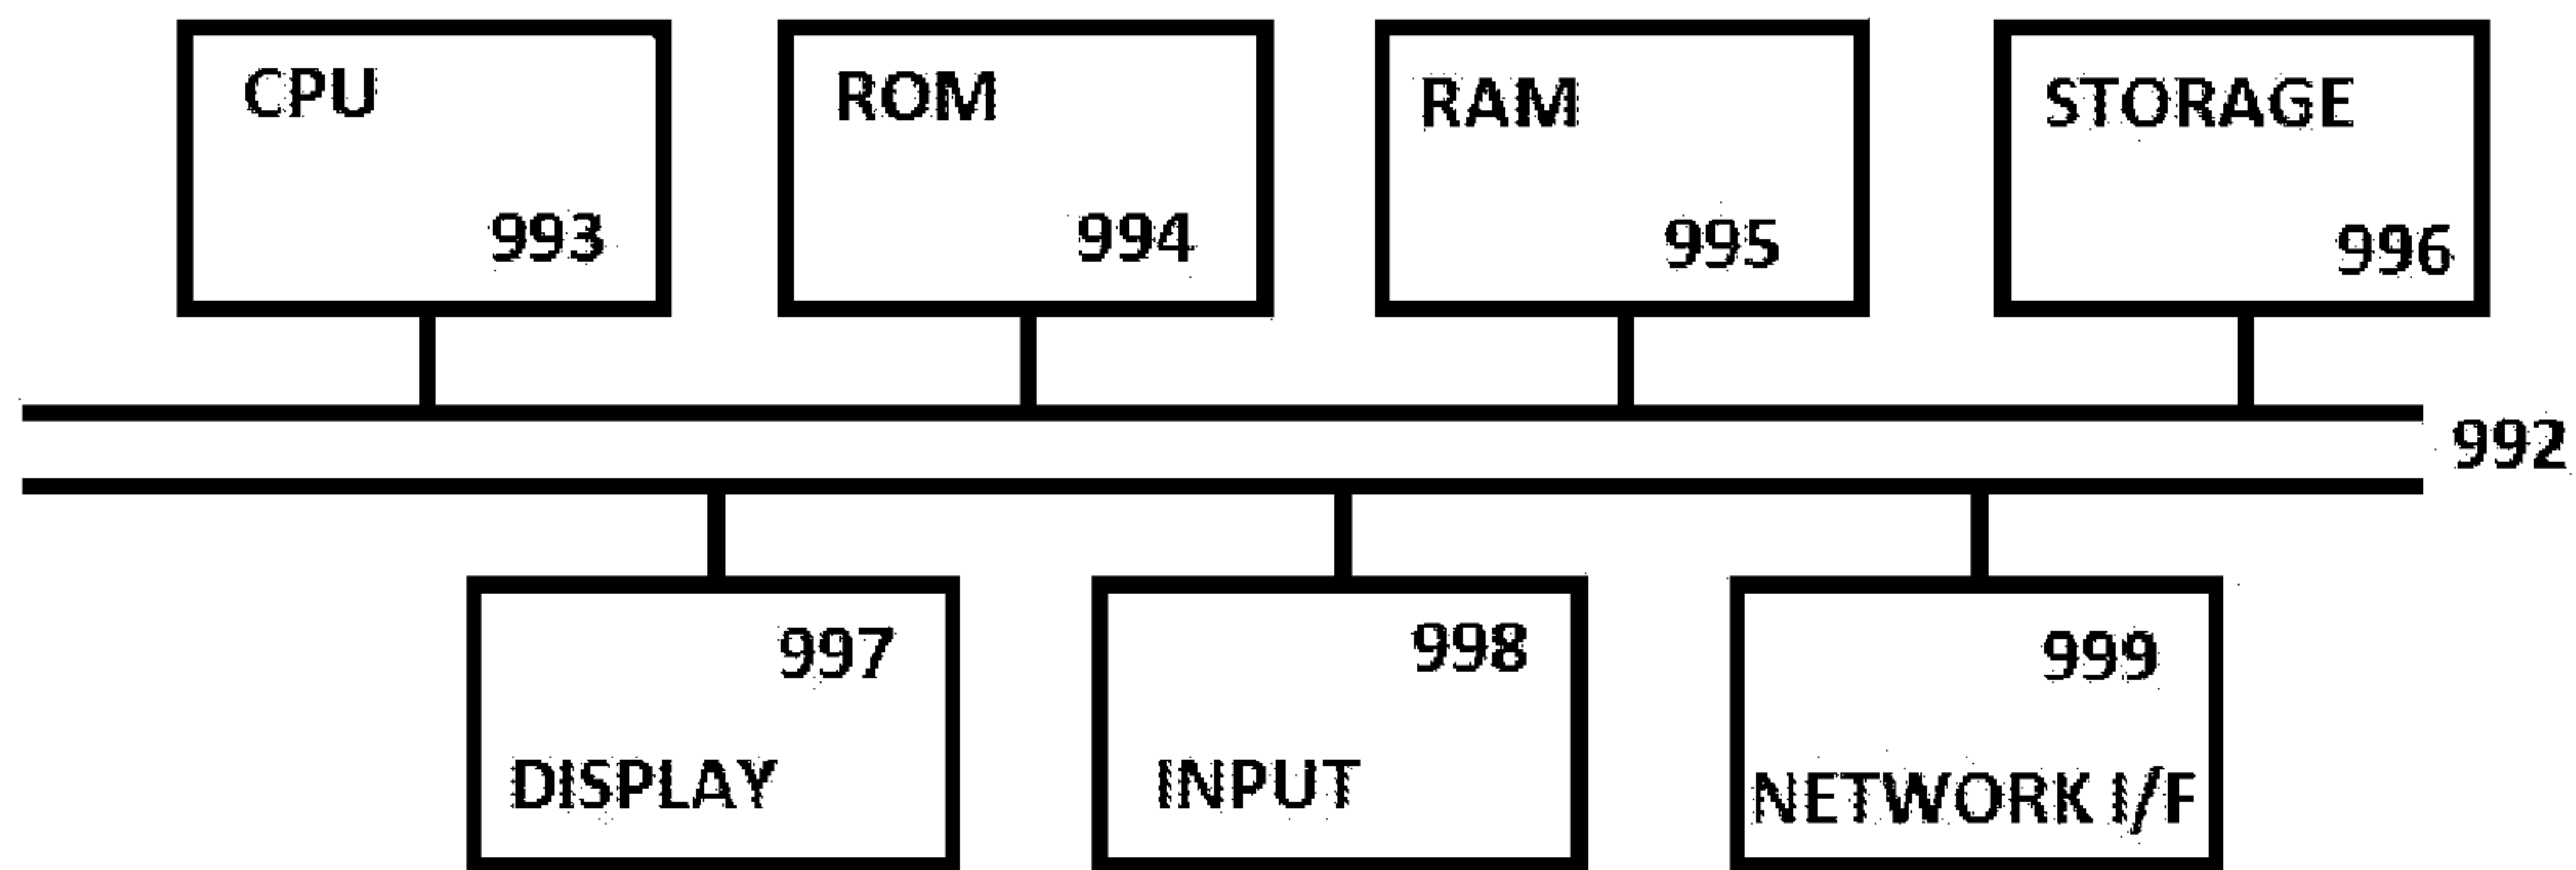 CPU
993
ROM
994
RAM
995
STORAGE
996
992
997
DISPLAY
998
INPUT
999
NETWORK I/F